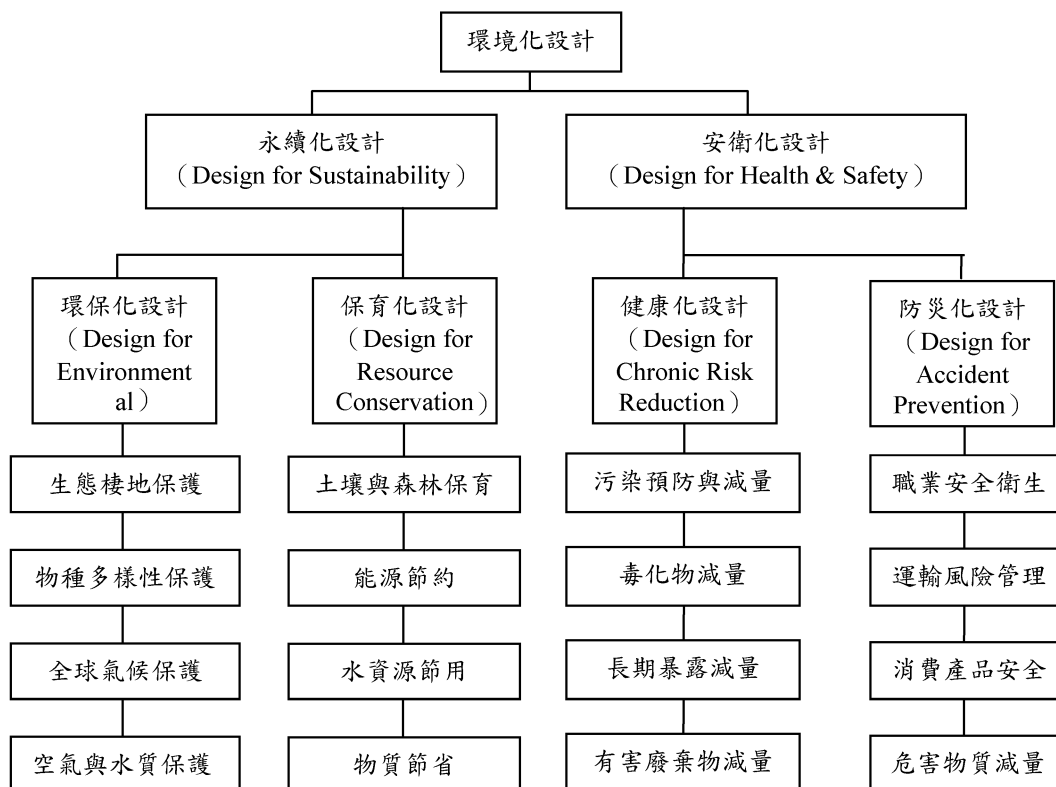 環境化設計
永續化設計
（Design for Sustainability）
安衛化設計
（Design for Health & Safety）
環保化設計
（Design for
Environment
al）
保育化設計
（Design for
Resource
Conservation）
健康化設計
（Design for
Chronic Risk
Reduction）
防災化設計
（Design for
Accident
Prevention）
生態棲地保護
土壤與森林保育
污染預防與減量
職業安全衛生
物種多樣性保護
能源節約
毒化物減量
運輸風險管理
全球氣候保護
水資源節用
長期暴露減量
消費產品安全
空氣與水質保護
物質節省
有害廢棄物減量
危害物質減量